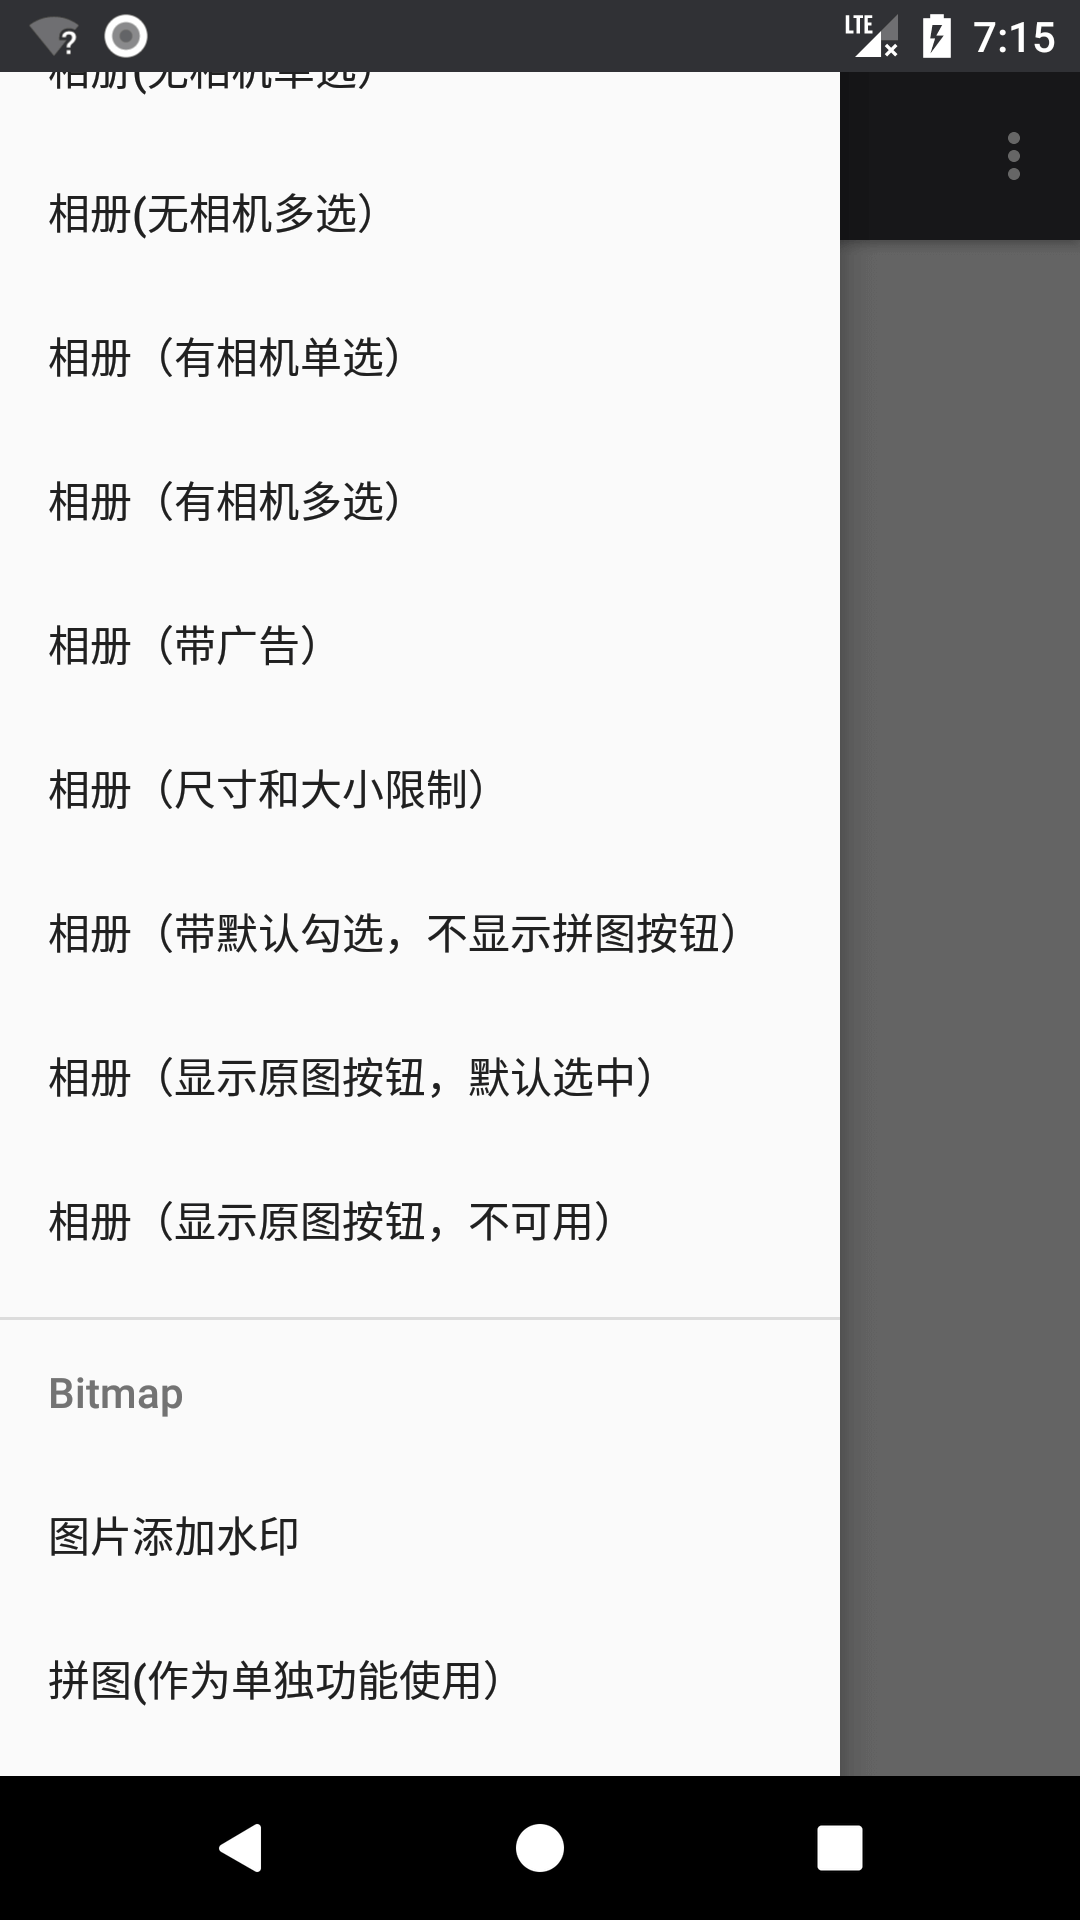 LTE 7:15
相册(无相机单选）
相册(无相机多选）
相册（有相机单选）
相册（有相机多选）
相册（带广告）
相册（尺寸和大小限制）
相册（带默认勾选，不显示拼图按钮）
相册（显示原图按钮，默认选中）
相册（显示原图按钮，不可用）
Bitmap
图片添加水印
拼图(作为单独功能使用）